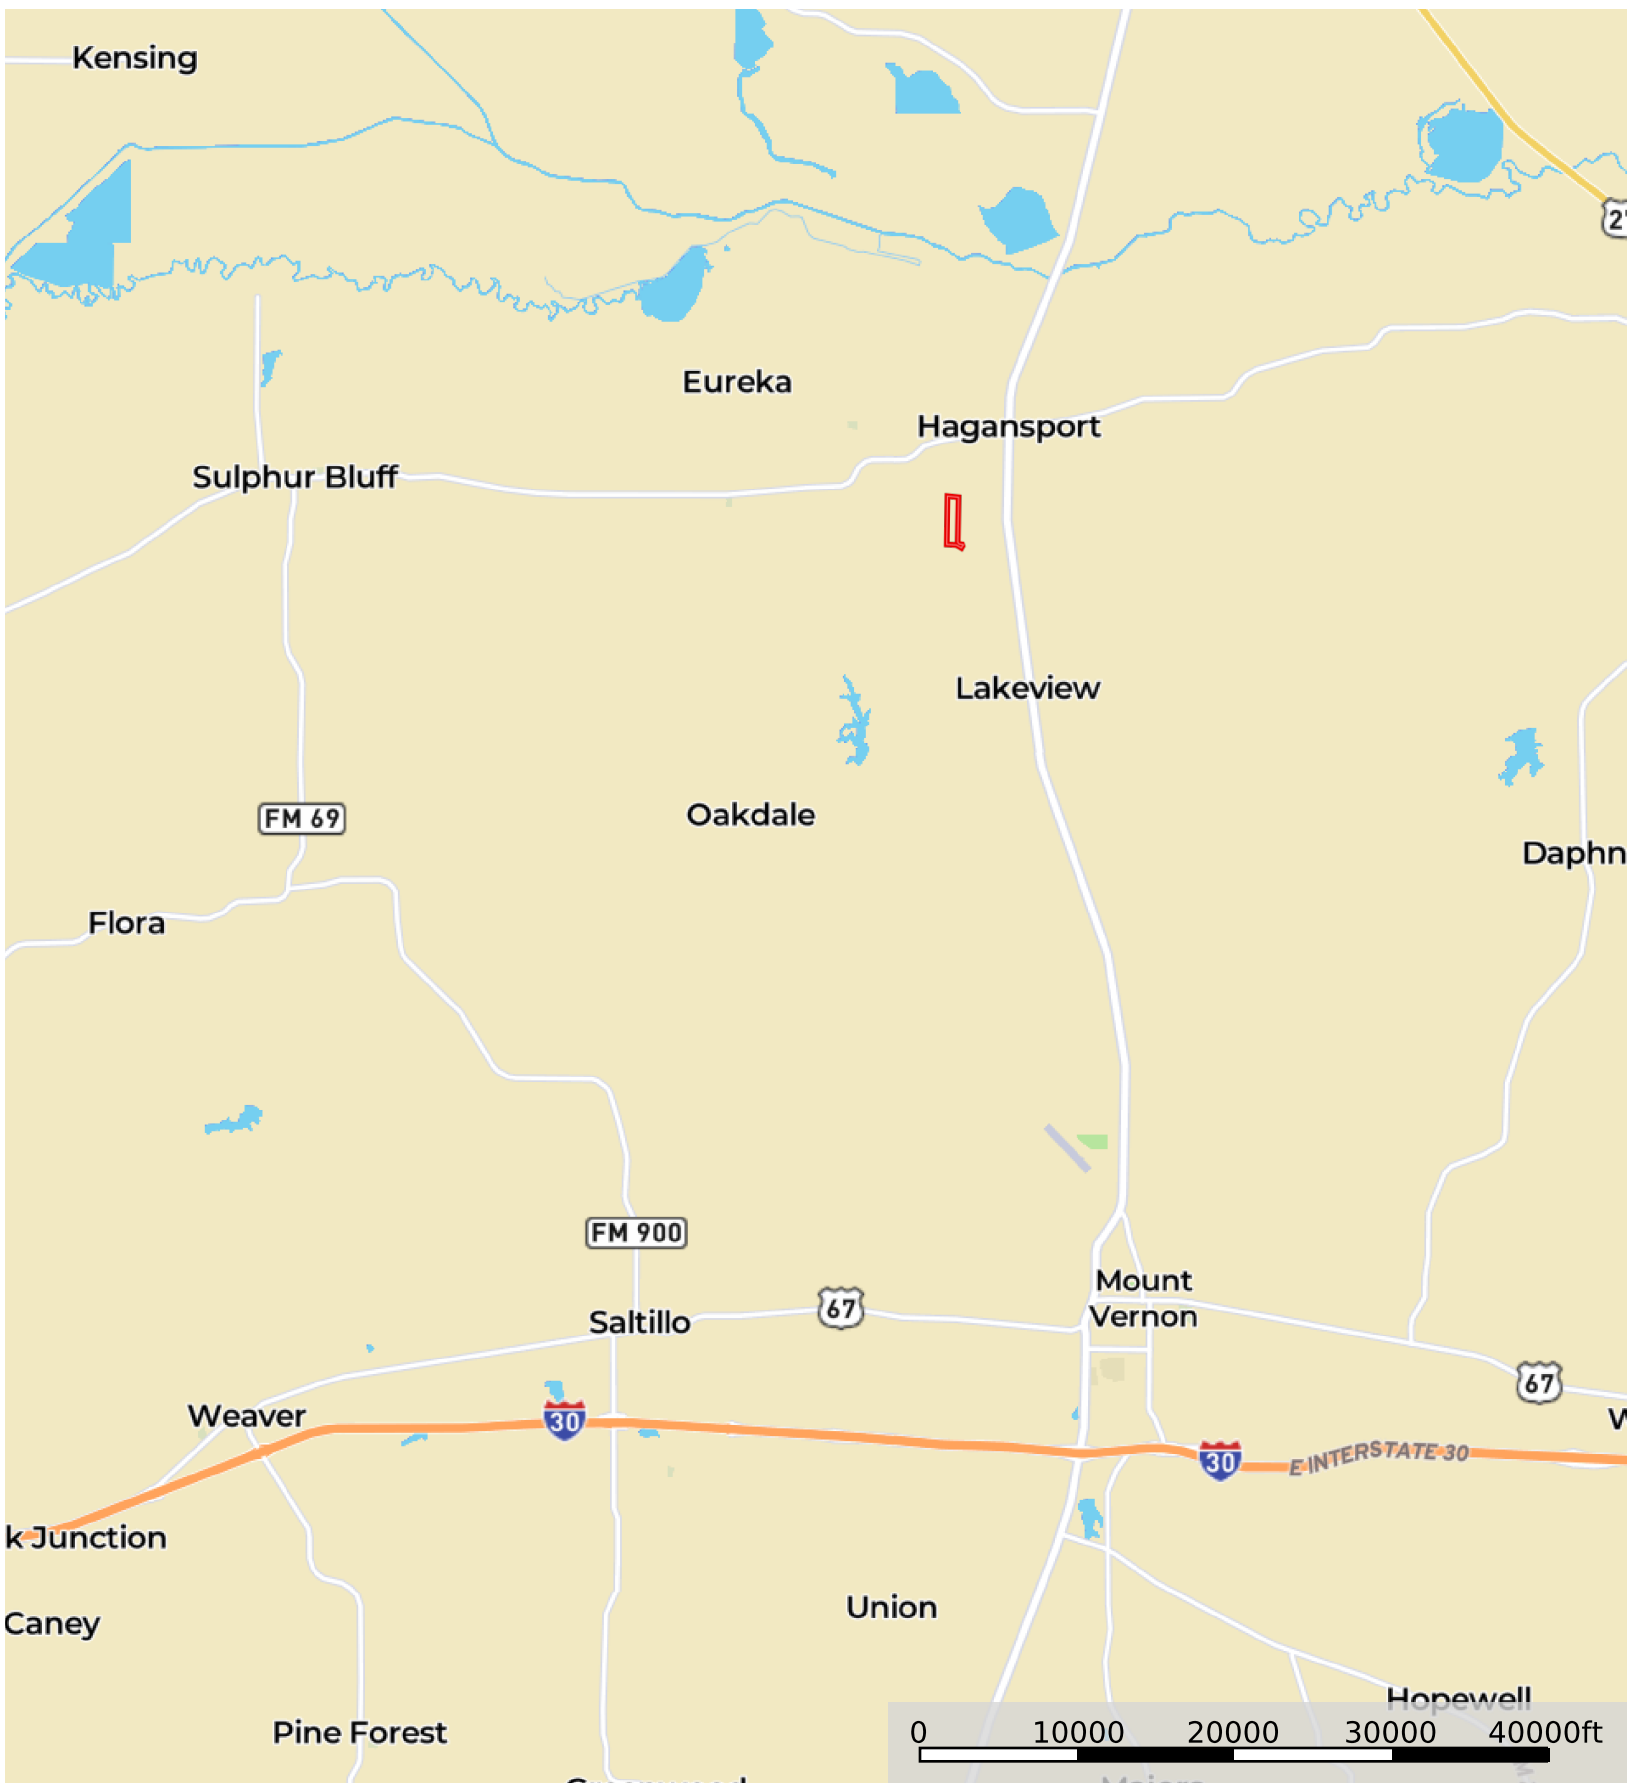 Kensing
2
Eureka
Hagansport
Sulphur Bluff
Lakeview
Oakdale
FM 69
Daphn
Flora
FM 900
Mount
Vernon
67
Saltillo
67
Weaver
W
30
30
E INTERSTATE 30
k Junction
Union
Caney
Hopewell
Pine Forest
0 10000 20000 30000 40000ft